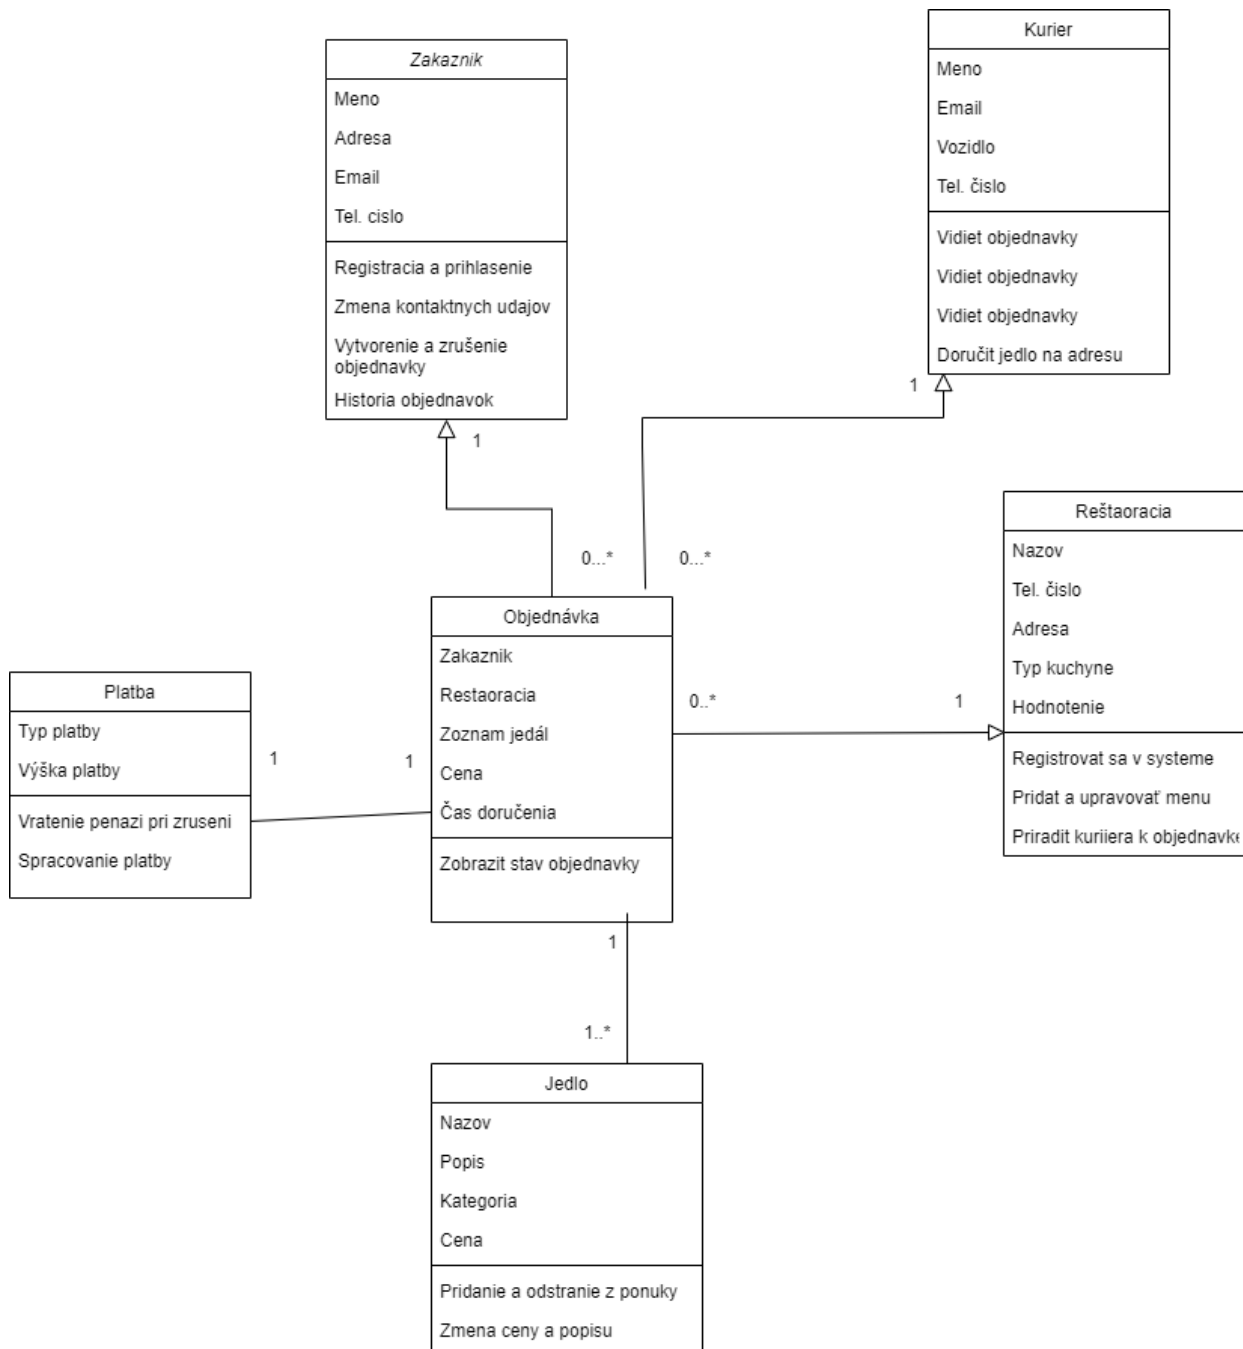 Zakaznik
Meno
Adresa
Email
Tel. cislo
Registracia a prihlasenie
Zmena kontaktnych udajov
Vytvorenie a zrušenie
objednavky
Historia objednavok
1
Kurier
Meno
Email
Vozidlo
Tel. čislo
Vidiet objednavky
Vidiet objednavky
Vidiet objednavky
Doručit jedlo na adresu
1
0...*
0...*
Reštaoracia
Nazov
Tel. čislo
Adresa
Typ kuchyne
Hodnotenie
Registrovat sa v systeme
Pridat a upravovať menu
Priradit kuriiera k objednavke
Objednávka
Zakaznik
Restaoracia
Zoznam jedál
Cena
Čas doručenia
Zobrazit stav objednavky
0..*
1
Platba
Typ platby
Výška platby
Vratenie penazi pri zruseni
Spracovanie platby
1
1
1
1..*
Jedlo
Nazov
Popis
Kategoria
Cena
Pridanie a odstranie z ponuky
Zmena ceny a popisu